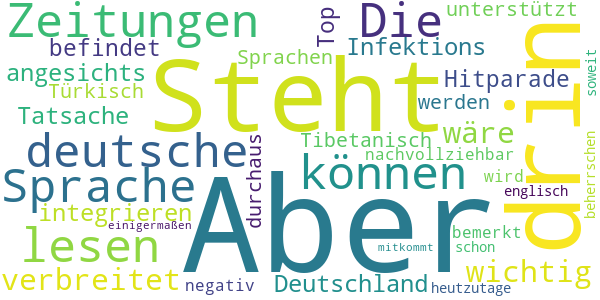 Zeitungen
Die
Top
unterstützt
befindet
Sprachen
Infektions
drin
soweit
angesichts
Türkisch
Steht
Hitparade
werden
Tatsache
deutsche
durchaus
Tibetanisch
wäre
nachvollziehbar
beherrschen
Sprache
Aber
können
wird
englisch
integrieren
einigermaßen
lesen
bemerkt
mitkommt
schon
verbreitet
negativ
Deutschland
wichtig
heutzutage